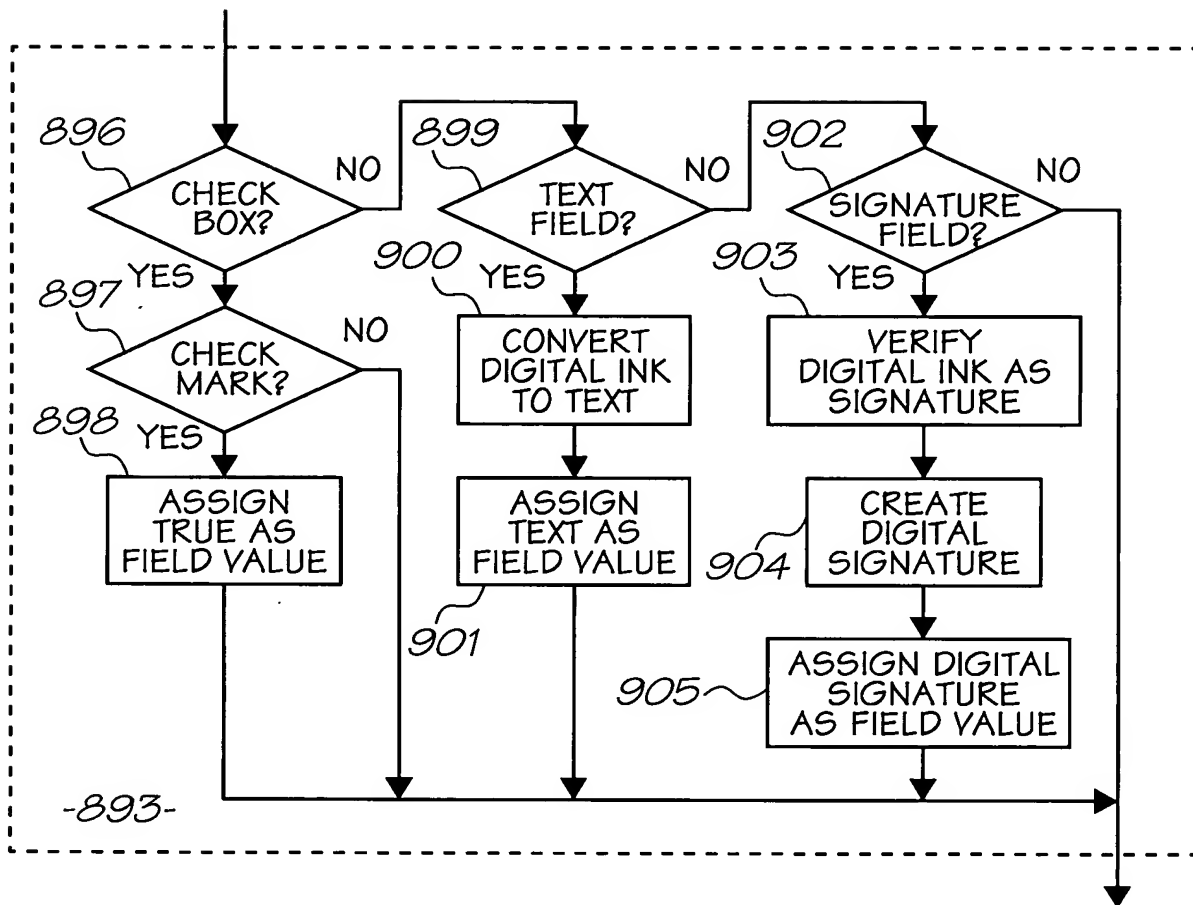 896
CHECK
BOX?
NO
YES
897
CHECK
MARK?
NO
YES
898
ASSIGN
TRUE AS
FIELD VALUE
899
TEXT
FIELD?
NO
YES
900
CONVERT
DIGITAL INK
TO TEXT
ASSIGN
TEXT AS
FIELD VALUE
901
902
SIGNATURE
FIELD?
NO
YES
903
VERIFY
DIGITAL INK AS
SIGNATURE
CREATE
DIGITAL
SIGNATURE
904
ASSIGN DIGITAL
SIGNATURE
AS FIELD VALUE
905
-893-